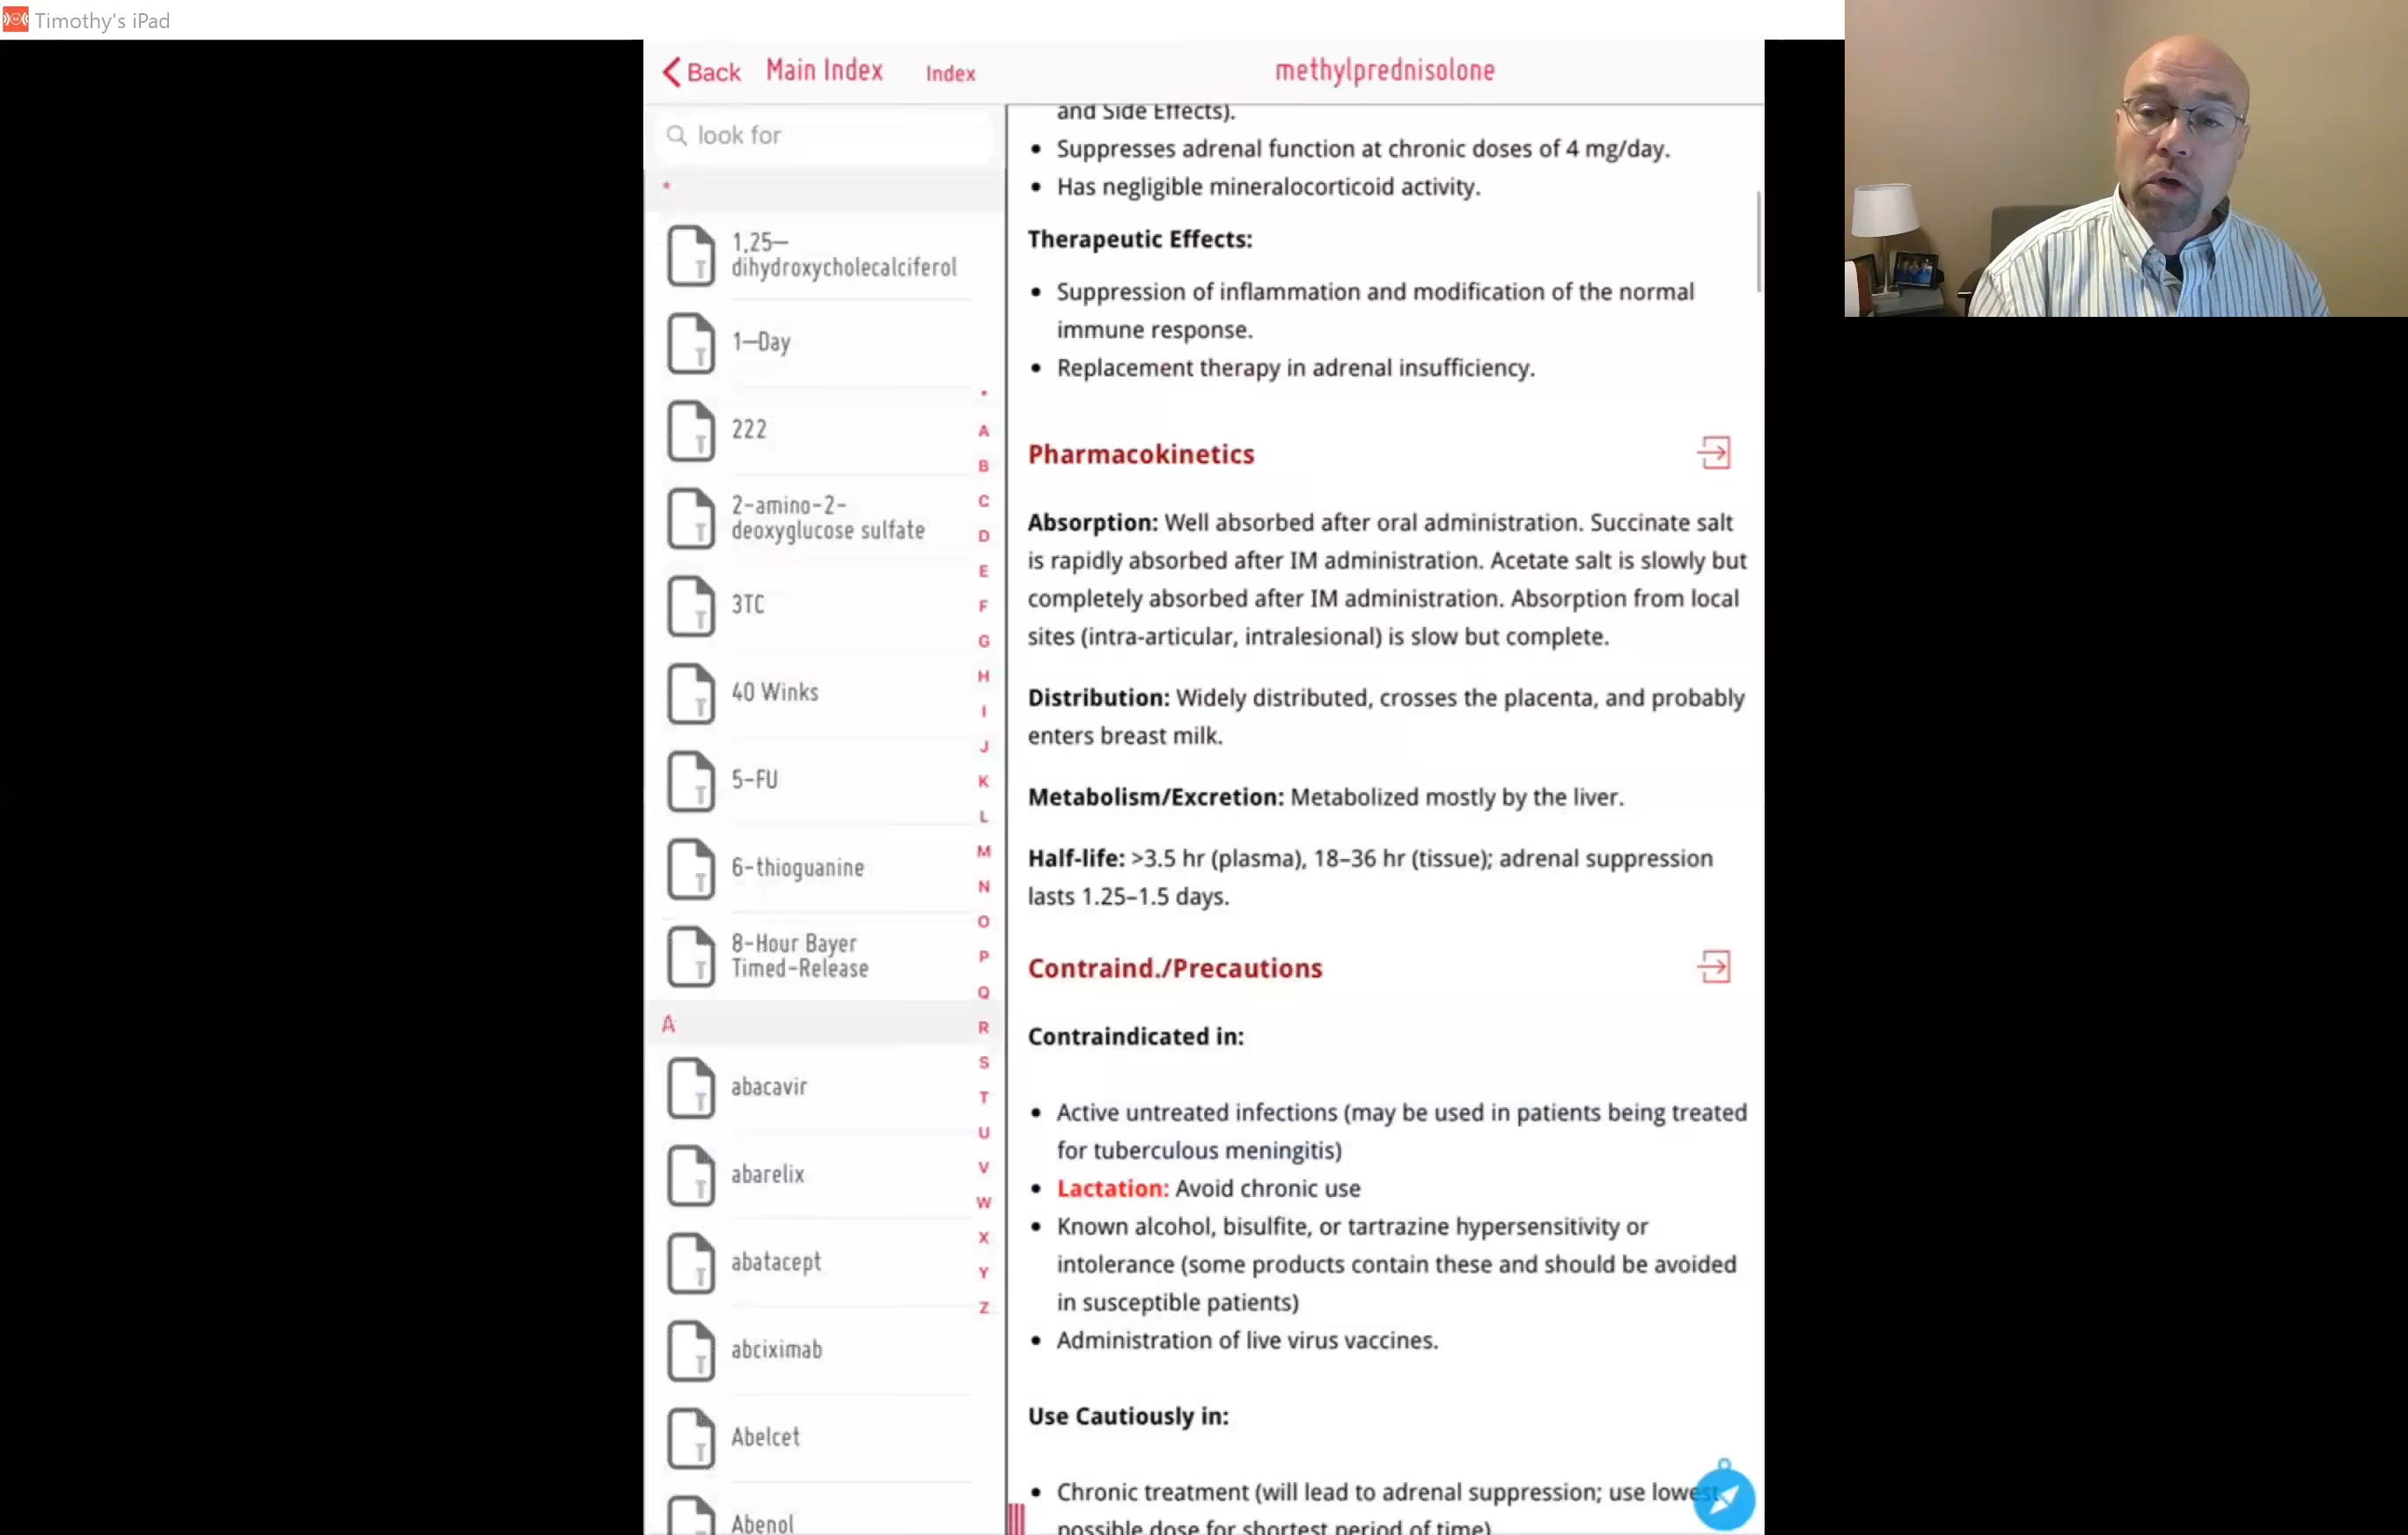 Timothy's iPad
Back Main Index Index
methylprednisolone
look for
*
1,25—
dihydroxycholecalciferol
1—Day
222
2-amino-2-
deoxyglucose sulfate
3TC
40 Winks
5-FU
6-thioguanine
8-Hour Bayer
Timed-Release
A
abacavir
abarelix
abatacept
abciximab
Abelcet
Abenol
*
A
B
C
D
E
F
G
H
I
J
K
L
M
N
O
P
Q
R
S
T
U
V
W
X
Y
Z
and Side Effects).
• Suppresses adrenal function at chronic doses of 4 mg/day.
• Has negligible mineralocorticoid activity.
Therapeutic Effects:
• Suppression of inflammation and modification of the normal
immune response.
• Replacement therapy in adrenal insufficiency.
Pharmacokinetics
Absorption: Well absorbed after oral administration. Succinate salt
is rapidly absorbed after IM administration. Acetate salt is slowly but
completely absorbed after IM administration. Absorption from local
sites (intra-articular, intralesional) is slow but complete.
Distribution: Widely distributed, crosses the placenta, and probably
enters breast milk.
Metabolism/Excretion: Metabolized mostly by the liver.
Half-life: >3.5 hr (plasma), 18–36 hr (tissue); adrenal suppression
lasts 1.25–1.5 days.
Contraind./Precautions
Contraindicated in:
• Active untreated infections (may be used in patients being treated
for tuberculous meningitis)
• Lactation: Avoid chronic use
• Known alcohol, bisulfite, or tartrazine hypersensitivity or
intolerance (some products contain these and should be avoided
in susceptible patients)
• Administration of live virus vaccines.
Use Cautiously in:
• Chronic treatment (will lead to adrenal suppression; use lowest
possible dose for shortest period of time)